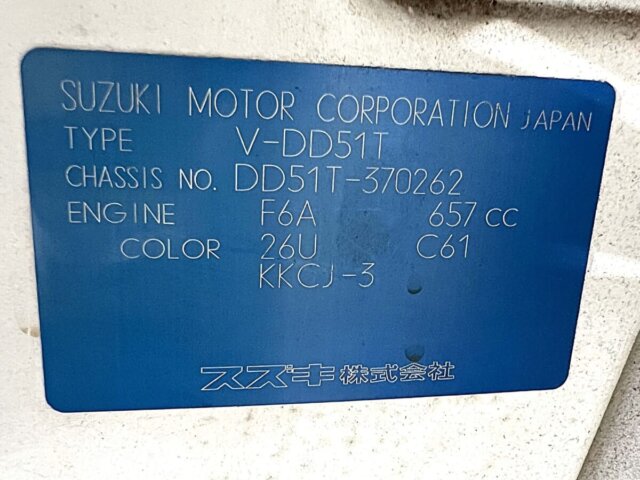 SUZUKI MOTOR CORPORATION JAPAN
TYPE V-DD51T
CHASSIS NO. DD51T-370262
ENGINE F6A 657 cc
COLOR 26U C61
KKCJ-3
スズキ株式会社